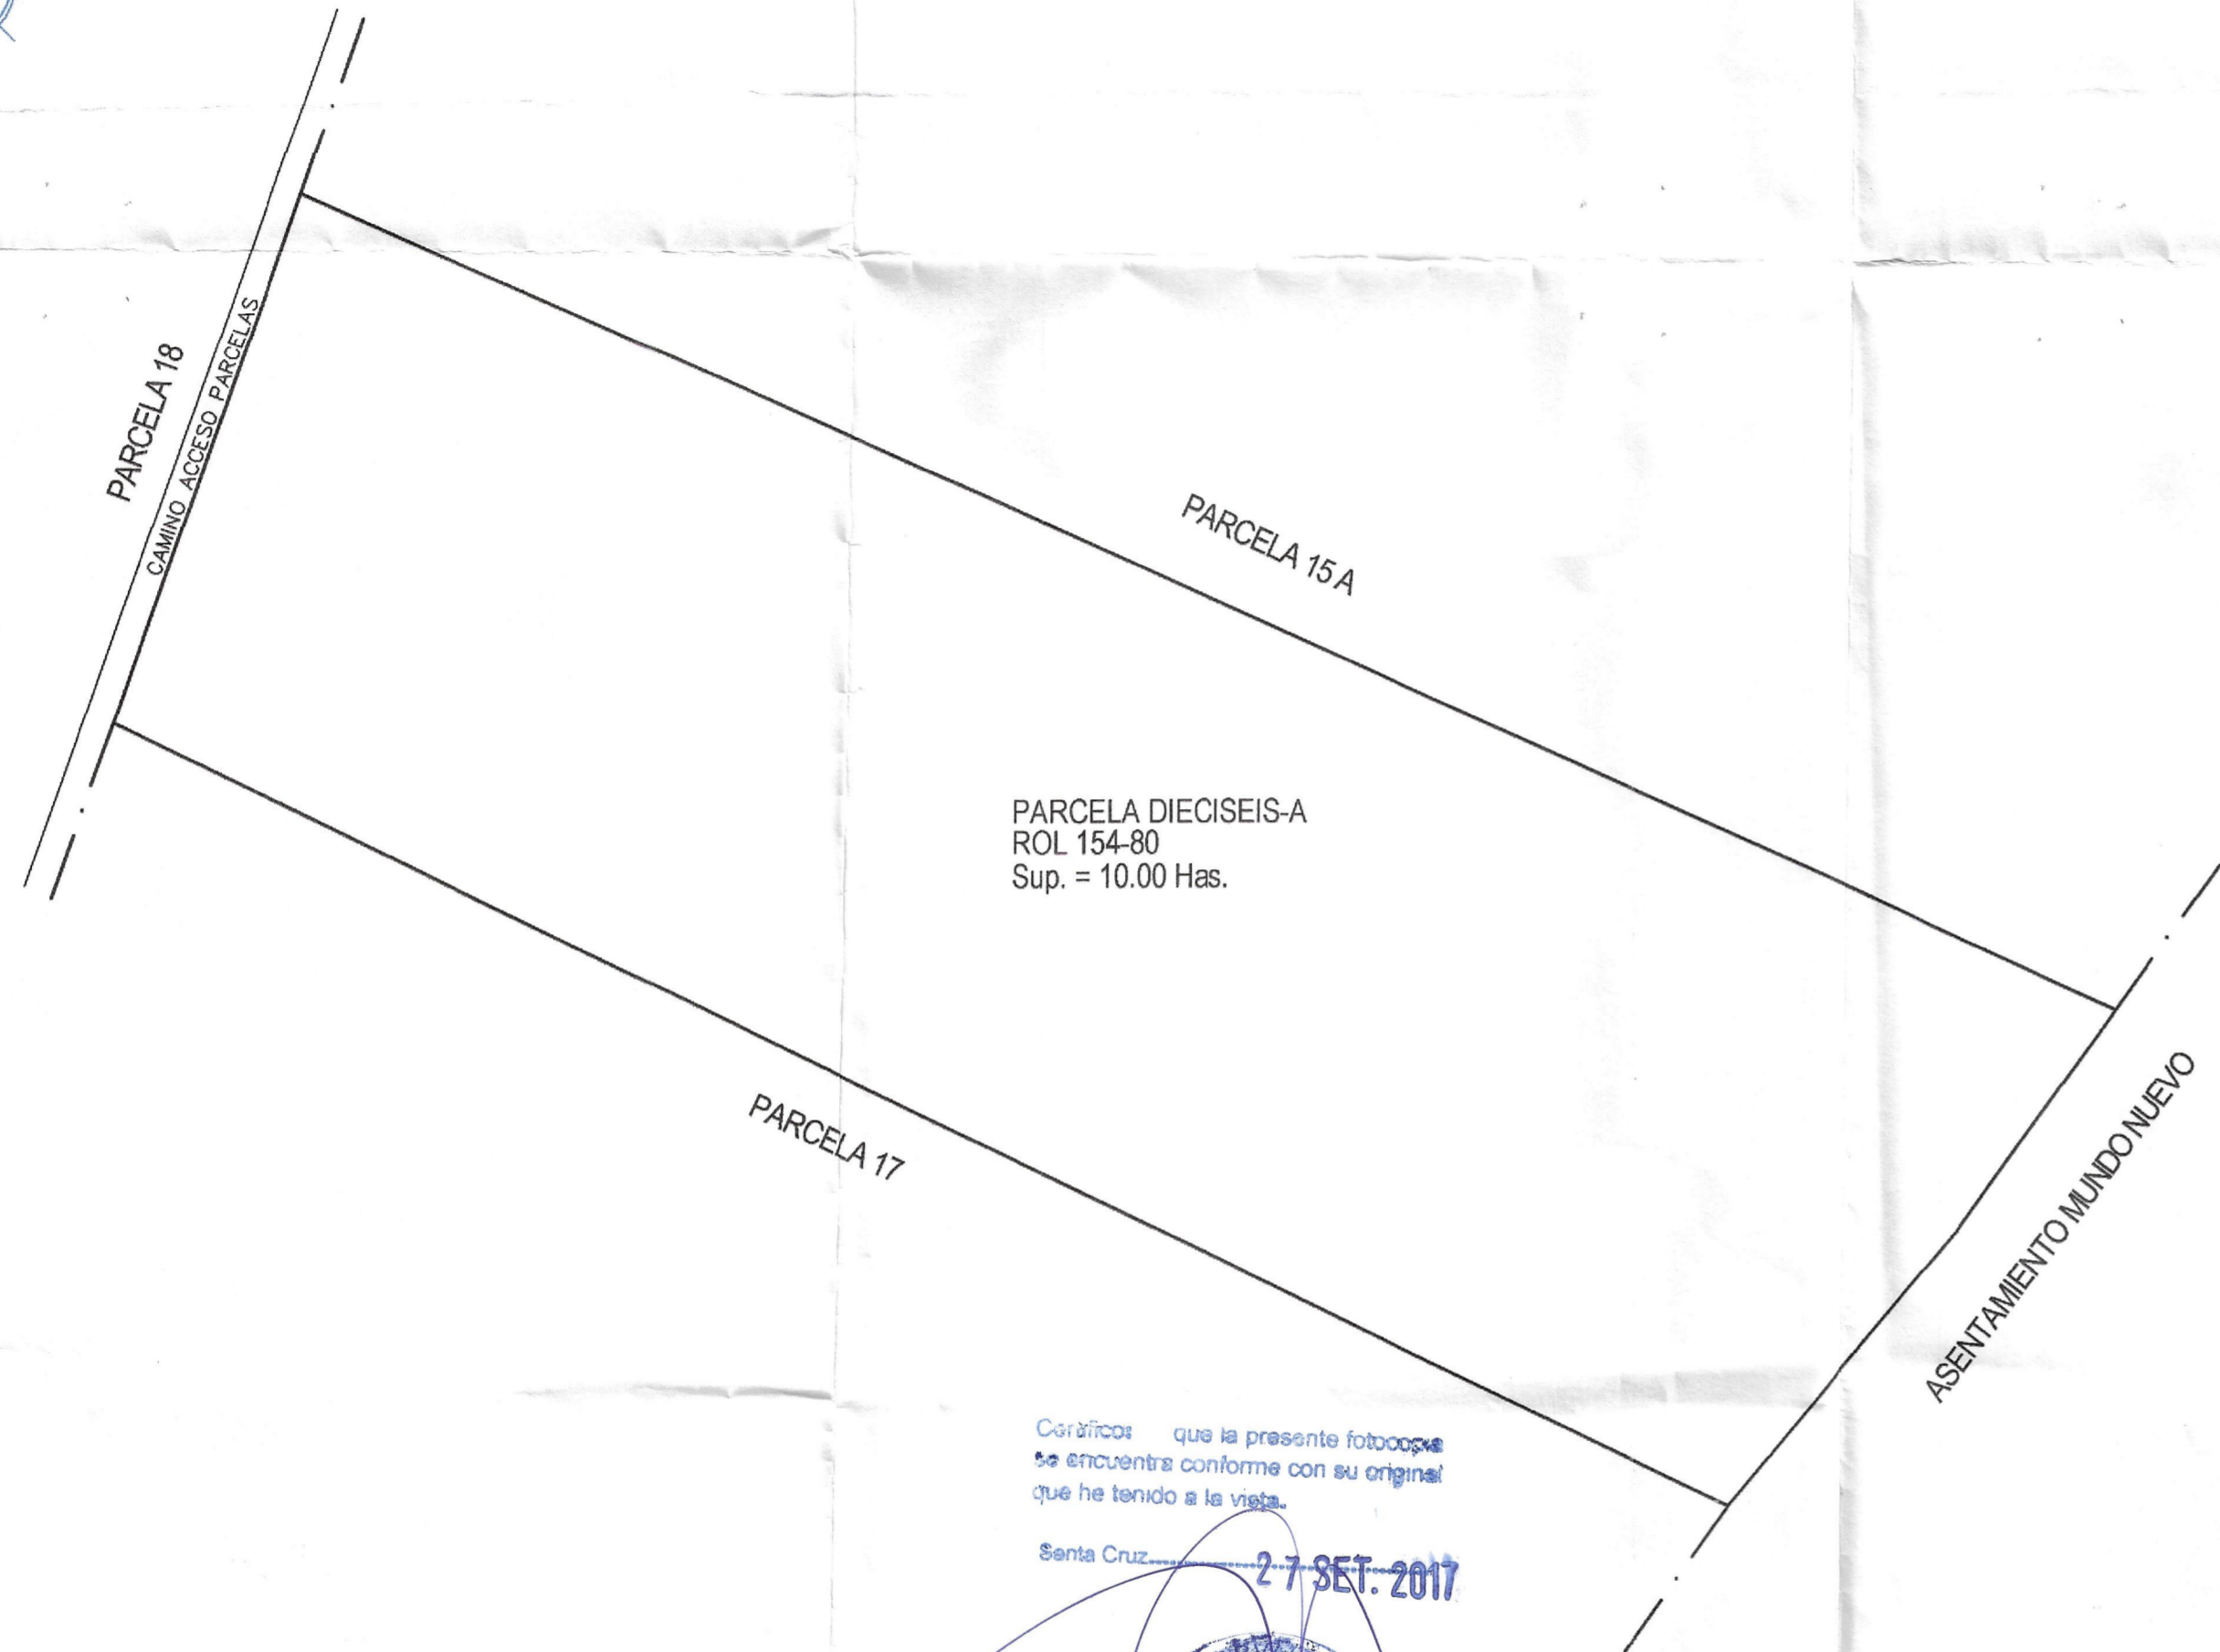 PARCELA 18
CAMINO ACCESO PARCELAS
PARCELA 15 A
PARCELA DIECISEIS-A
ROL 154-80
Sup. = 10.00 Has.
PARCELA 17
ASENTAMIENTO MUNDO NUEVO
que la presente fotocopia
se encuentra conforme con su original
que he tenido a la vista.
Santa Cruz
27 SET. 2017